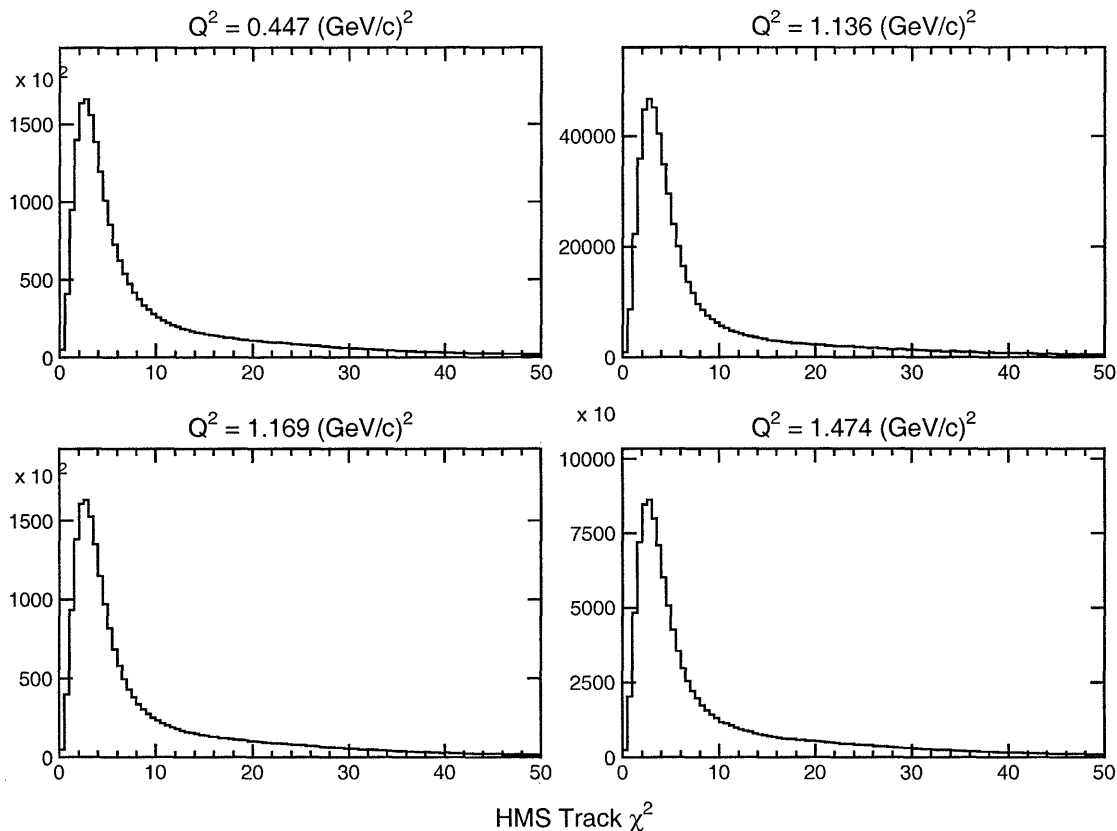 Q² = 0.447 (GeV/c)²
x 10²
1500
1000
500
0
0 10 20 30 40 50
Q² = 1.136 (GeV/c)²
40000
20000
0
0 10 20 30 40 50
Q² = 1.169 (GeV/c)²
x 10²
1500
1000
500
0
0 10 20 30 40 50
x 10
Q² = 1.474 (GeV/c)²
10000
7500
5000
2500
0
0 10 20 30 40 50
HMS Track χ²